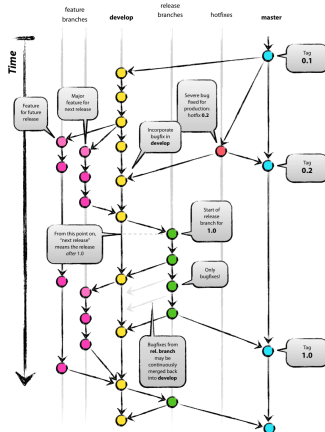 feature
branches
develop
release
branches
hotfixes
master
Time
Tag
0.1
Major
feature for
next release
Feature
for future
release
Severe bug
fixed for
production:
hotfix 0.2
Incorporate
bugfix in
develop
Tag
0.2
Start of
release
branch for
1.0
From this point on,
"next release"
means the release
after 1.0
Only
bugfixes!
Bugfixes from
rel. branch
may be
continuously
merged back
into develop
Tag
1.0